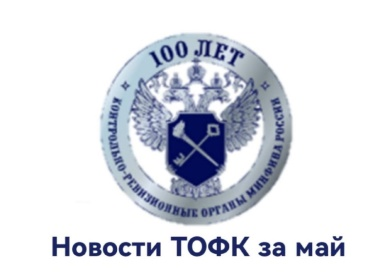 100 ЛЕТ
КОНТРОЛЬНО-РЕВИЗИОННЫЕ ОРГАНЫ МИНФИНА РОССИИ
Новости ТОФК за май